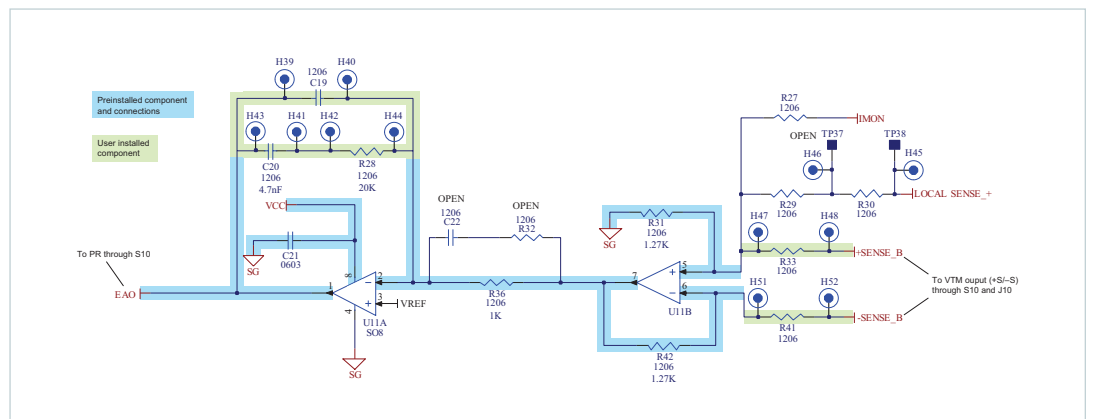 Preinstalled component
and connections
User installed
component
H39
H40
1206
C19
H43
H41
H42
H44
C20
1206
4.7nF
R28
1206
20K
VCC
SG
C21
0603
To PR through S10
EAO
1
8
2
3
4
VREF
U11A
SO8
SG
OPEN
1206
C22
OPEN
1206
R32
R36
1206
1K
SG
R31
1206
1.27K
7
5
6
U11B
R42
1206
1.27K
R27
1206
IMON
OPEN
TP37
TP38
H46
H45
R29
1206
R30
1206
LOCAL SENSE_+
H47
H48
R33
1206
+SENSE_B
H51
H52
R41
1206
-SENSE_B
To VTM ouput (+S/–S)
through S10 and J10